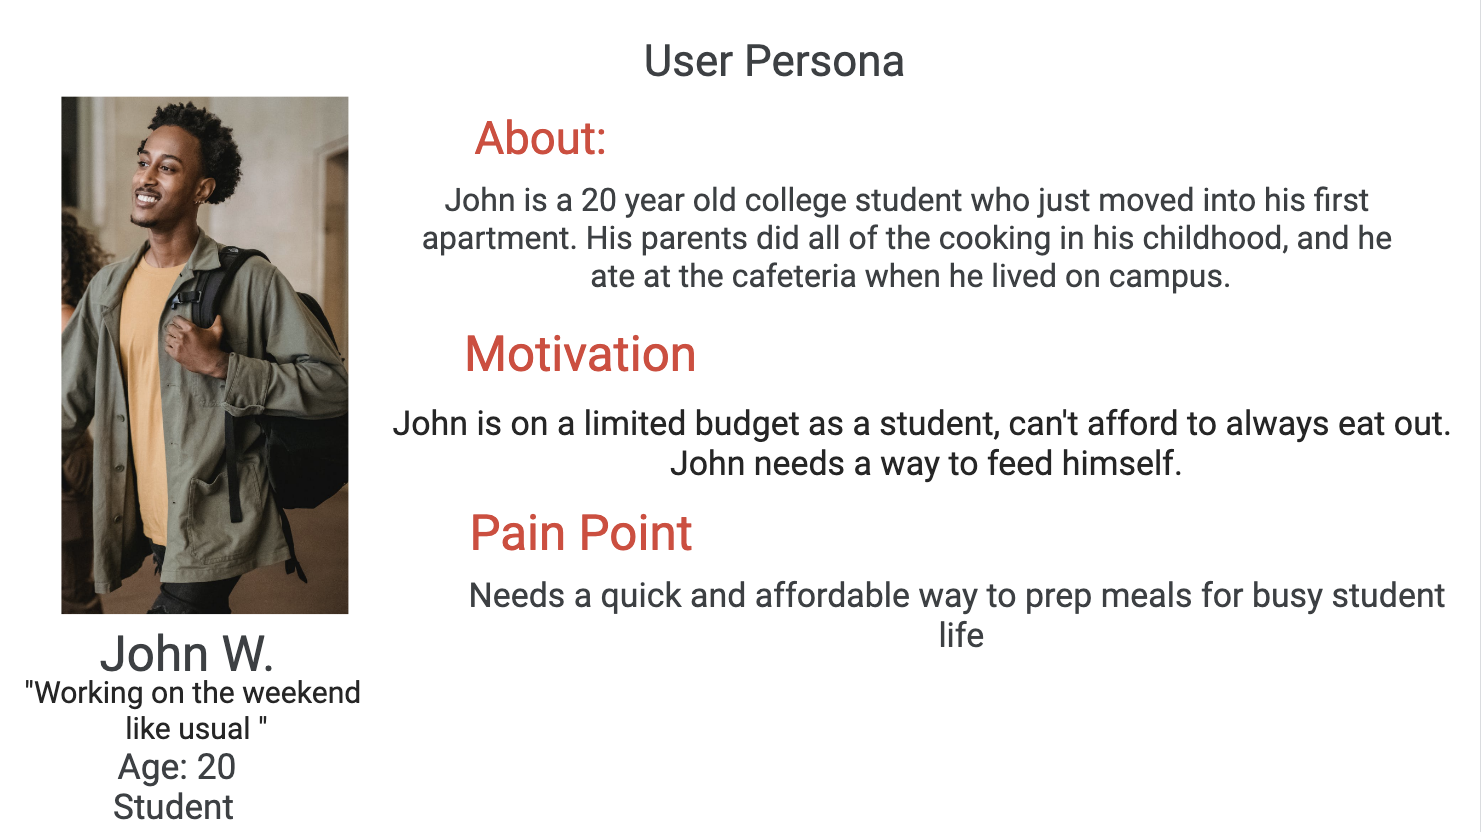 User Persona
About:
John is a 20 year old college student who just moved into his first
apartment. His parents did all of the cooking in his childhood, and he
ate at the cafeteria when he lived on campus.
Motivation
John is on a limited budget as a student, can't afford to always eat out.
John needs a way to feed himself.
Pain Point
Needs a quick and affordable way to prep meals for busy student
life
John W.
"Working on the weekend
like usual "
Age: 20
Student